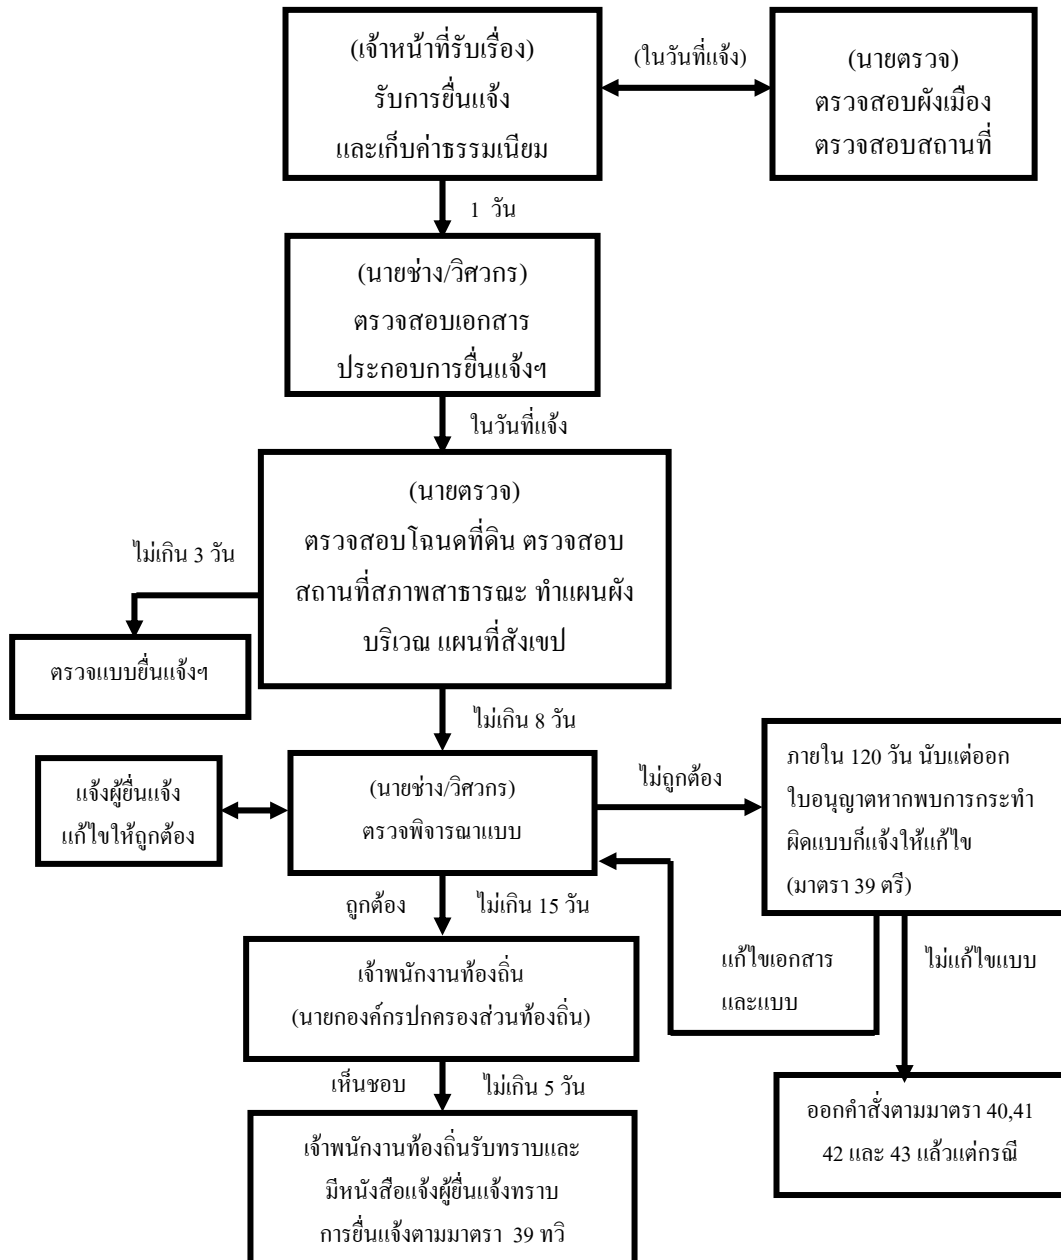 (เจ้าหน้าที่รับเรื่อง)
รับการยื่นแจ้ง
และเก็บค่าธรรมเนียม
(ในวันที่แจ้ง)
(นายตรวจ)
ตรวจสอบผังเมือง
ตรวจสอบสถานที่
1 วัน
(นายช่าง/วิศวกร)
ตรวจสอบเอกสาร
ประกอบการยื่นแจ้งฯ
ในวันที่แจ้ง
(นายตรวจ)
ตรวจสอบโฉนดที่ดิน ตรวจสอบ
สถานที่สภาพสาธารณะ ทำแผนผัง
บริเวณ แผนที่สังเขป
ไม่เกิน 3 วัน
ตรวจแบบยื่นแจ้งฯ
ไม่เกิน 8 วัน
(นายช่าง/วิศวกร)
ตรวจพิจารณาแบบ
แจ้งผู้ยื่นแจ้ง
แก้ไขให้ถูกต้อง
ไม่ถูกต้อง
ภายใน 120 วัน นับแต่ออก
ใบอนุญาตหากพบการกระทำ
ผิดแบบก็แจ้งให้แก้ไข
(มาตรา 39 ตรี)
ถูกต้อง
ไม่เกิน 15 วัน
แก้ไขเอกสาร
และแบบ
ไม่แก้ไขแบบ
เจ้าพนักงานท้องถิ่น
(นายกองค์กรปกครองส่วนท้องถิ่น)
เห็นชอบ
ไม่เกิน 5 วัน
ออกคำสั่งตามมาตรา 40,41
42 และ 43 แล้วแต่กรณี
เจ้าพนักงานท้องถิ่นรับทราบและ
มีหนังสือแจ้งผู้ยื่นแจ้งทราบ
การยื่นแจ้งตามมาตรา 39 ทวิ